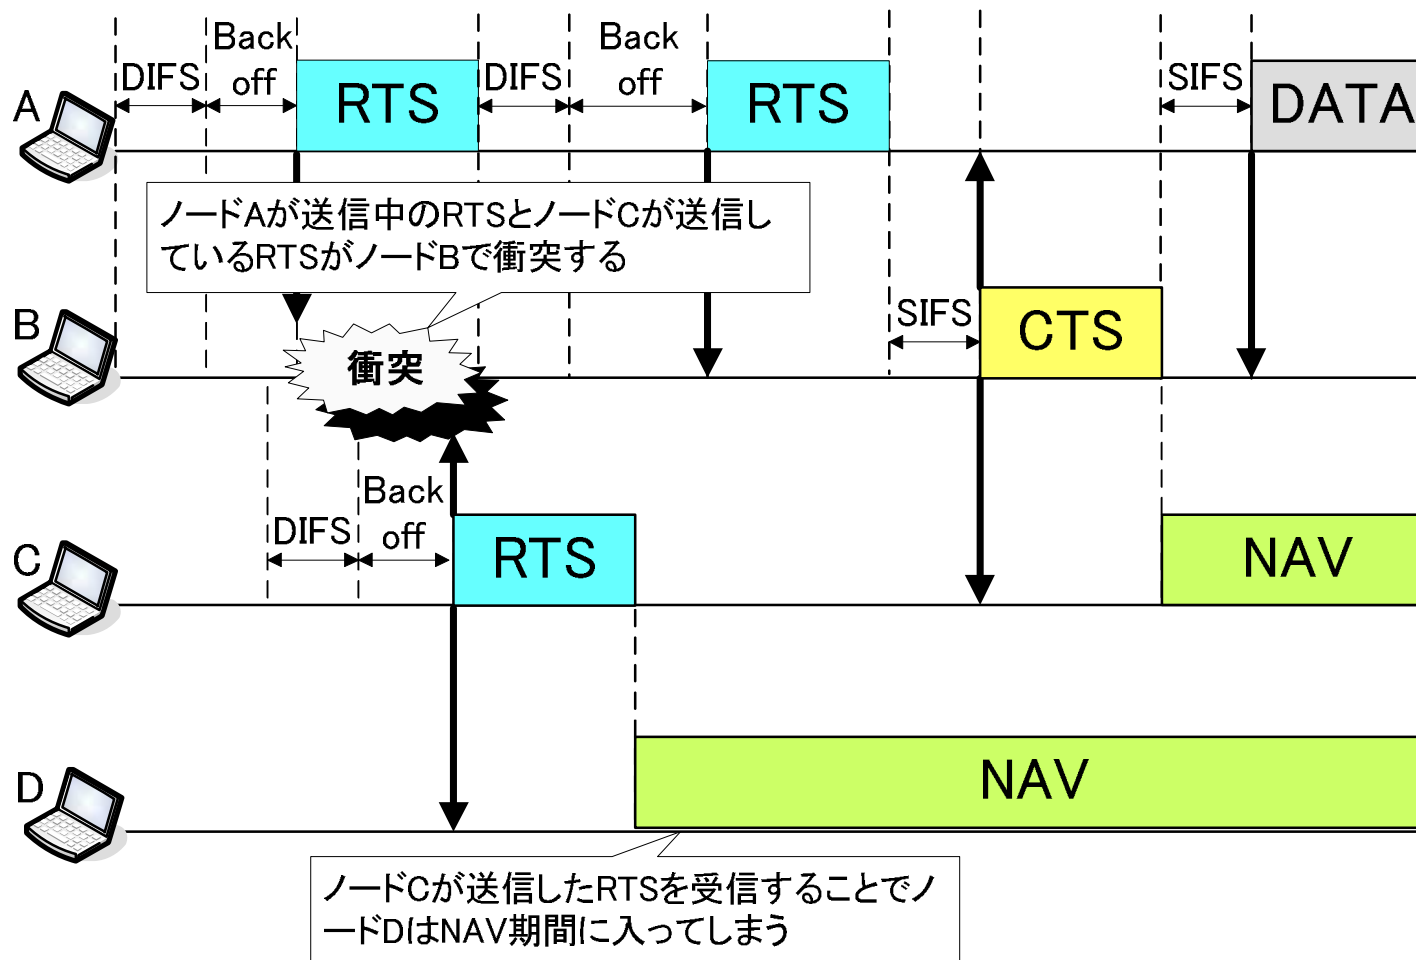 Back
off
DIFS
RTS
DIFS
Back
off
RTS
SIFS
DATA
A
ノードAが送信中のRTSとノードCが送信し
ているRTSがノードBで衝突する
B
衝突
SIFS
CTS
Back
off
DIFS
RTS
NAV
C
NAV
D
ノードCが送信したRTSを受信することでノ
ードDはNAV期間に入ってしまう